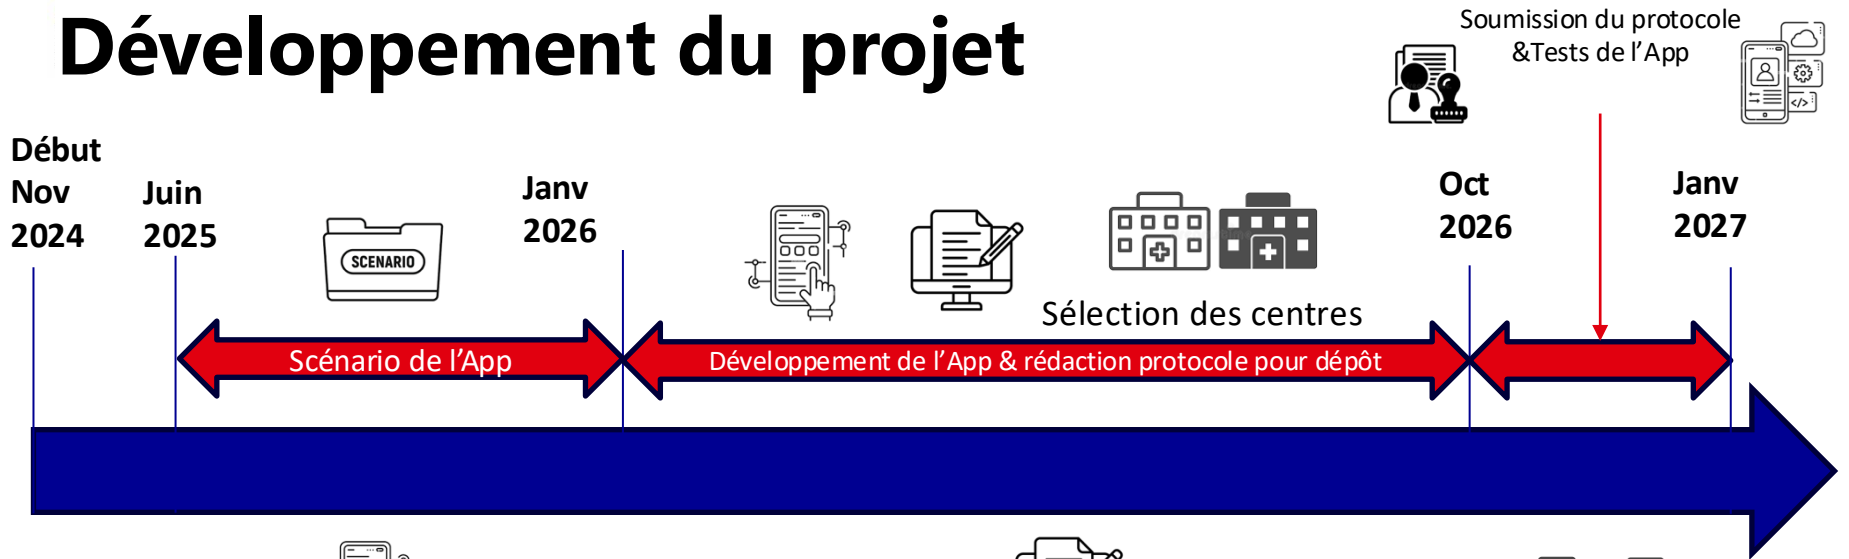 Développement du projet
Soumission du protocole
&Tests de l’App
Début
Nov
2024
Juin
2025
Janv
2026
Oct
2026
Janv
2027
SCENARIO
</>
Sélection des centres
Scénario de l’App
Développement de l’App & rédaction protocole pour dépôt